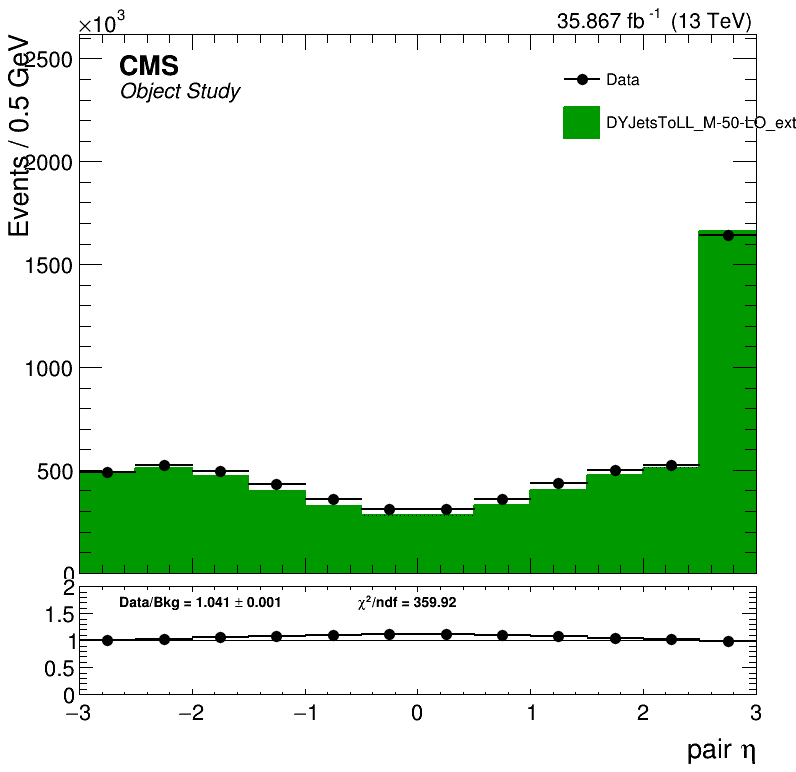 ×10³
35.867 fb⁻¹ (13 TeV)
Events / 0.5 GeV
CMS
Object Study
Data
DYJetsToLL_M-50-LO_ext
2500
2000
1500
1000
500
0
Data/Bkg = 1.041 ± 0.001
χ²/ndf = 359.92
2
1.5
1
0.5
0
−3 −2 −1 0 1 2 3
pair η